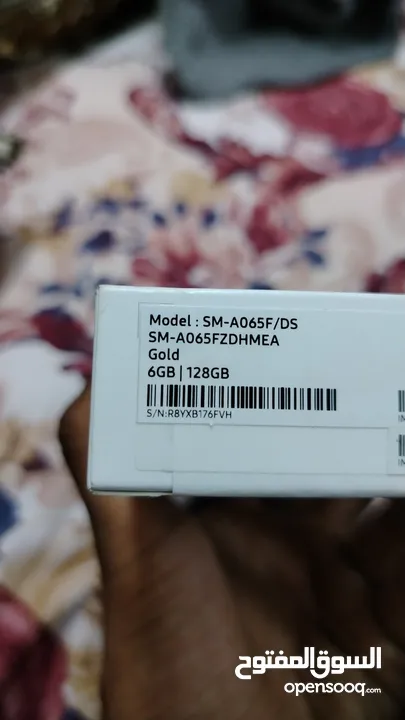 Model : SM-A065F/DS
SM-A065FZDHMEA
Gold
6GB | 128GB
S/N:R8YXB176FVH
السوق المفتوح
opensooq.com